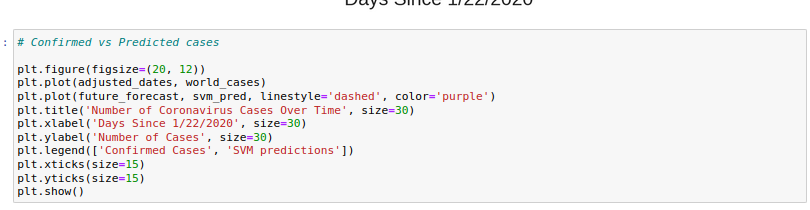 Days Since 1/22/2020
:
# Confirmed vs Predicted cases
plt.figure(figsize=(20, 12))
plt.plot(adjusted_dates, world_cases)
plt.plot(future_forecast, svm_pred, linestyle='dashed', color='purple')
plt.title('Number of Coronavirus Cases Over Time', size=30)
plt.xlabel('Days Since 1/22/2020', size=30)
plt.ylabel('Number of Cases', size=30)
plt.legend(['Confirmed Cases', 'SVM predictions'])
plt.xticks(size=15)
plt.yticks(size=15)
plt.show()